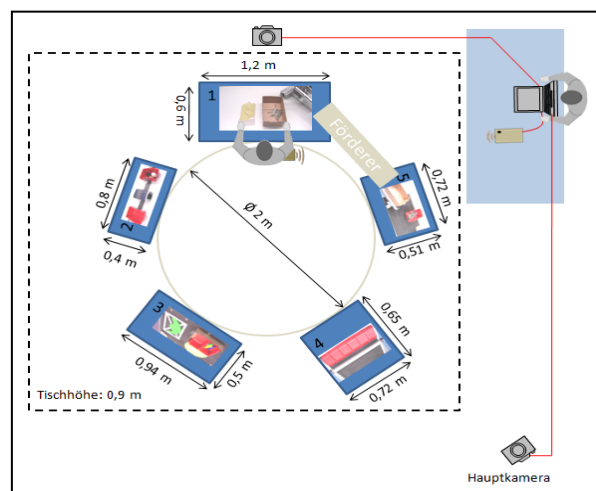 1,2 m
0,6 m
1
Förderer
0,8 m
2
0,4 m
Ø 2 m
5
0,72 m
0,51 m
3
0,94 m
0,5 m
4
0,65
0,72 m
Tischhöhe: 0,9 m
Hauptkamera